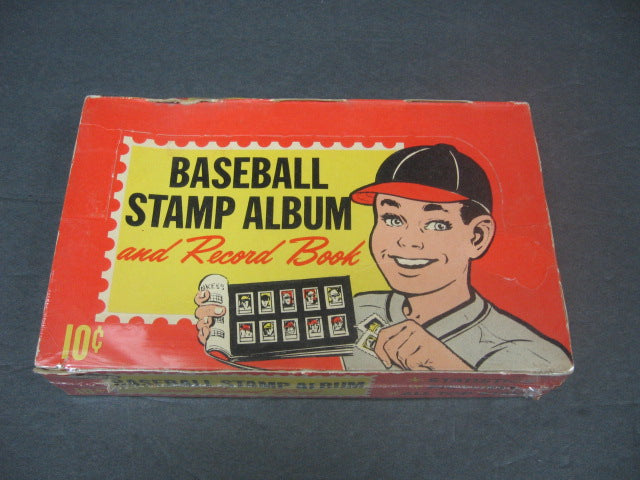 BASEBALL
STAMP ALBUM
and Record Book
10¢
BASEBALL STAMP ALBUM